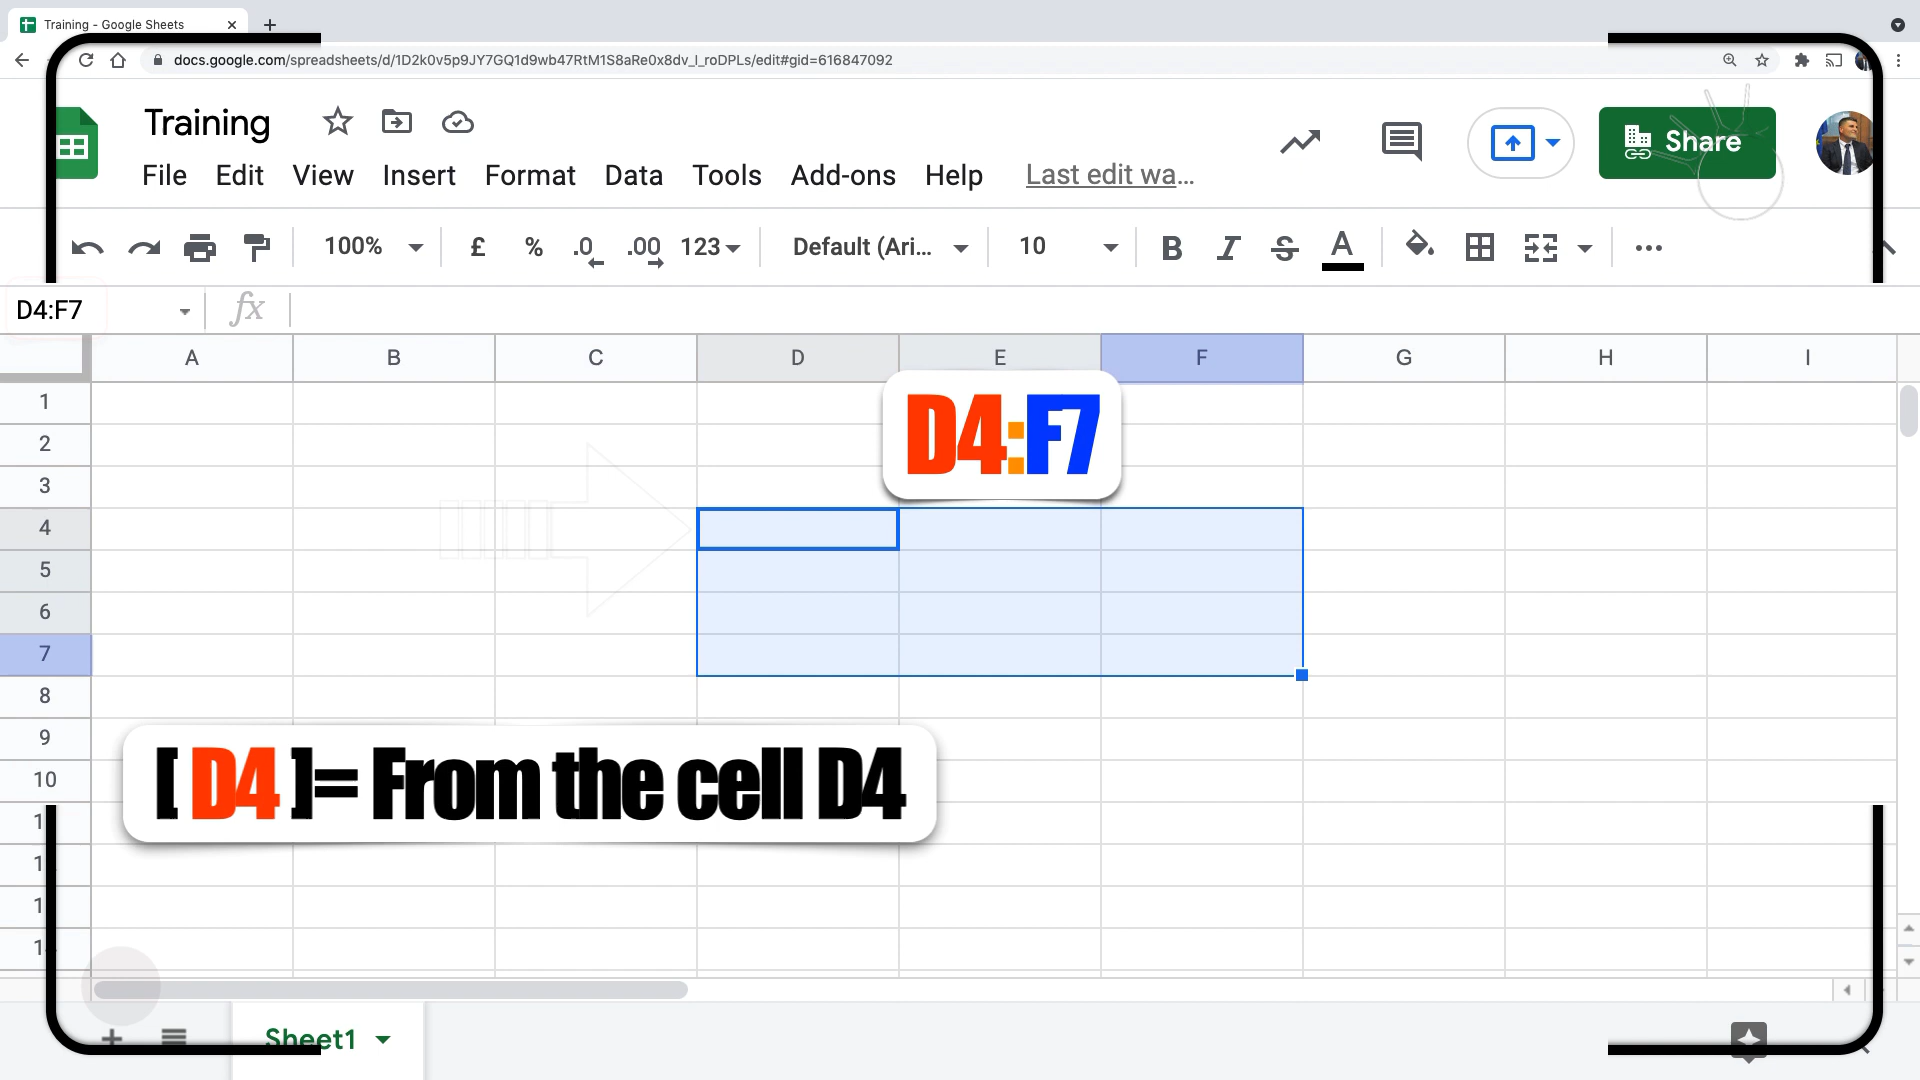 Training - Google Sheets
docs.google.com/spreadsheets/d/1D2k0v5p9JY7GQ1d9wb47RtM1S8aRe0x8dv_l_roDPLs/edit#gid=616847092
Training
Share
File Edit View Insert Format Data Tools Add-ons Help Last edit wa...
100% £ % .0 .00 123 Default (Ari... 10 B I S A
D4:F7 fx
A B C D E F G H I
D4:F7
1
2
3
4
5
6
7
8
9
10
[ D4 ]= From the cell D4
Sheet1